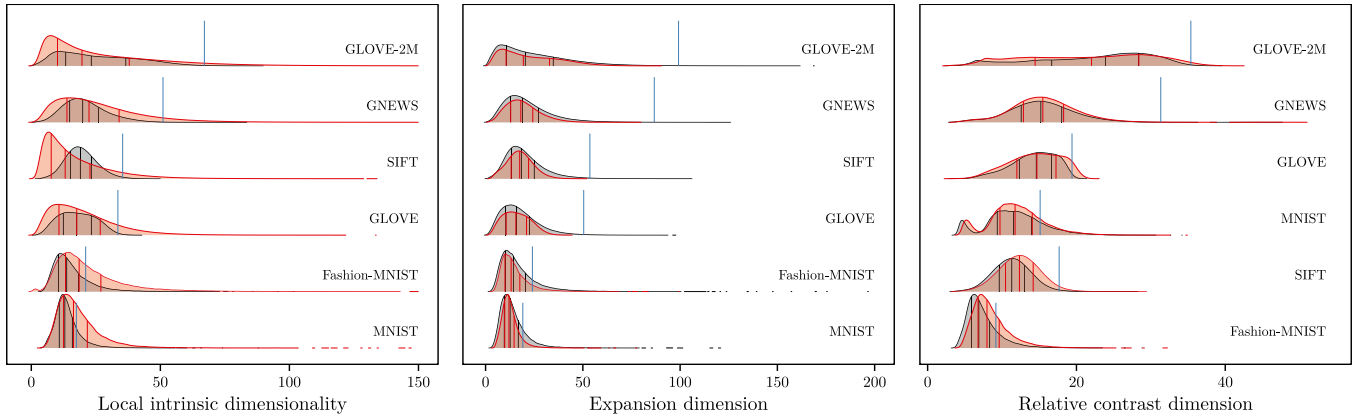 GLOVE-2M
GNEWS
SIFT
GLOVE
Fashion-MNIST
MNIST
0 50 100 150
Local intrinsic dimensionality
GLOVE-2M
GNEWS
SIFT
GLOVE
Fashion-MNIST
MNIST
0 50 100 150 200
Expansion dimension
GLOVE-2M
GNEWS
GLOVE
MNIST
SIFT
Fashion-MNIST
0 20 40
Relative contrast dimension